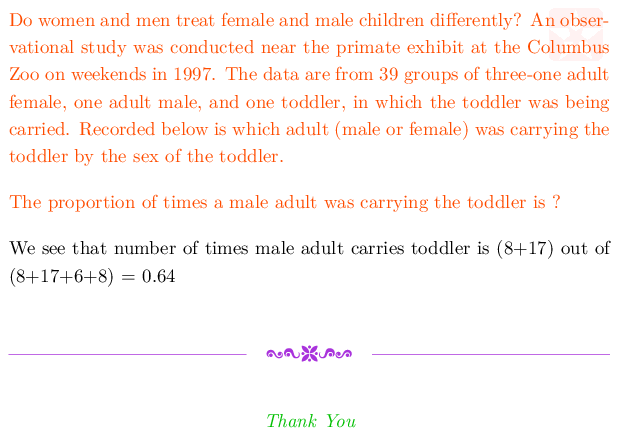 Do women and men treat female and male children differently? An obser-
vational study was conducted near the primate exhibit at the Columbus
Zoo on weekends in 1997. The data are from 39 groups of three-one adult
female, one adult male, and one toddler, in which the toddler was being
carried. Recorded below is which adult (male or female) was carrying the
toddler by the sex of the toddler.
The proportion of times a male adult was carrying the toddler is ?
We see that number of times male adult carries toddler is (8+17) out of
(8+17+6+8) = 0.64
Thank You